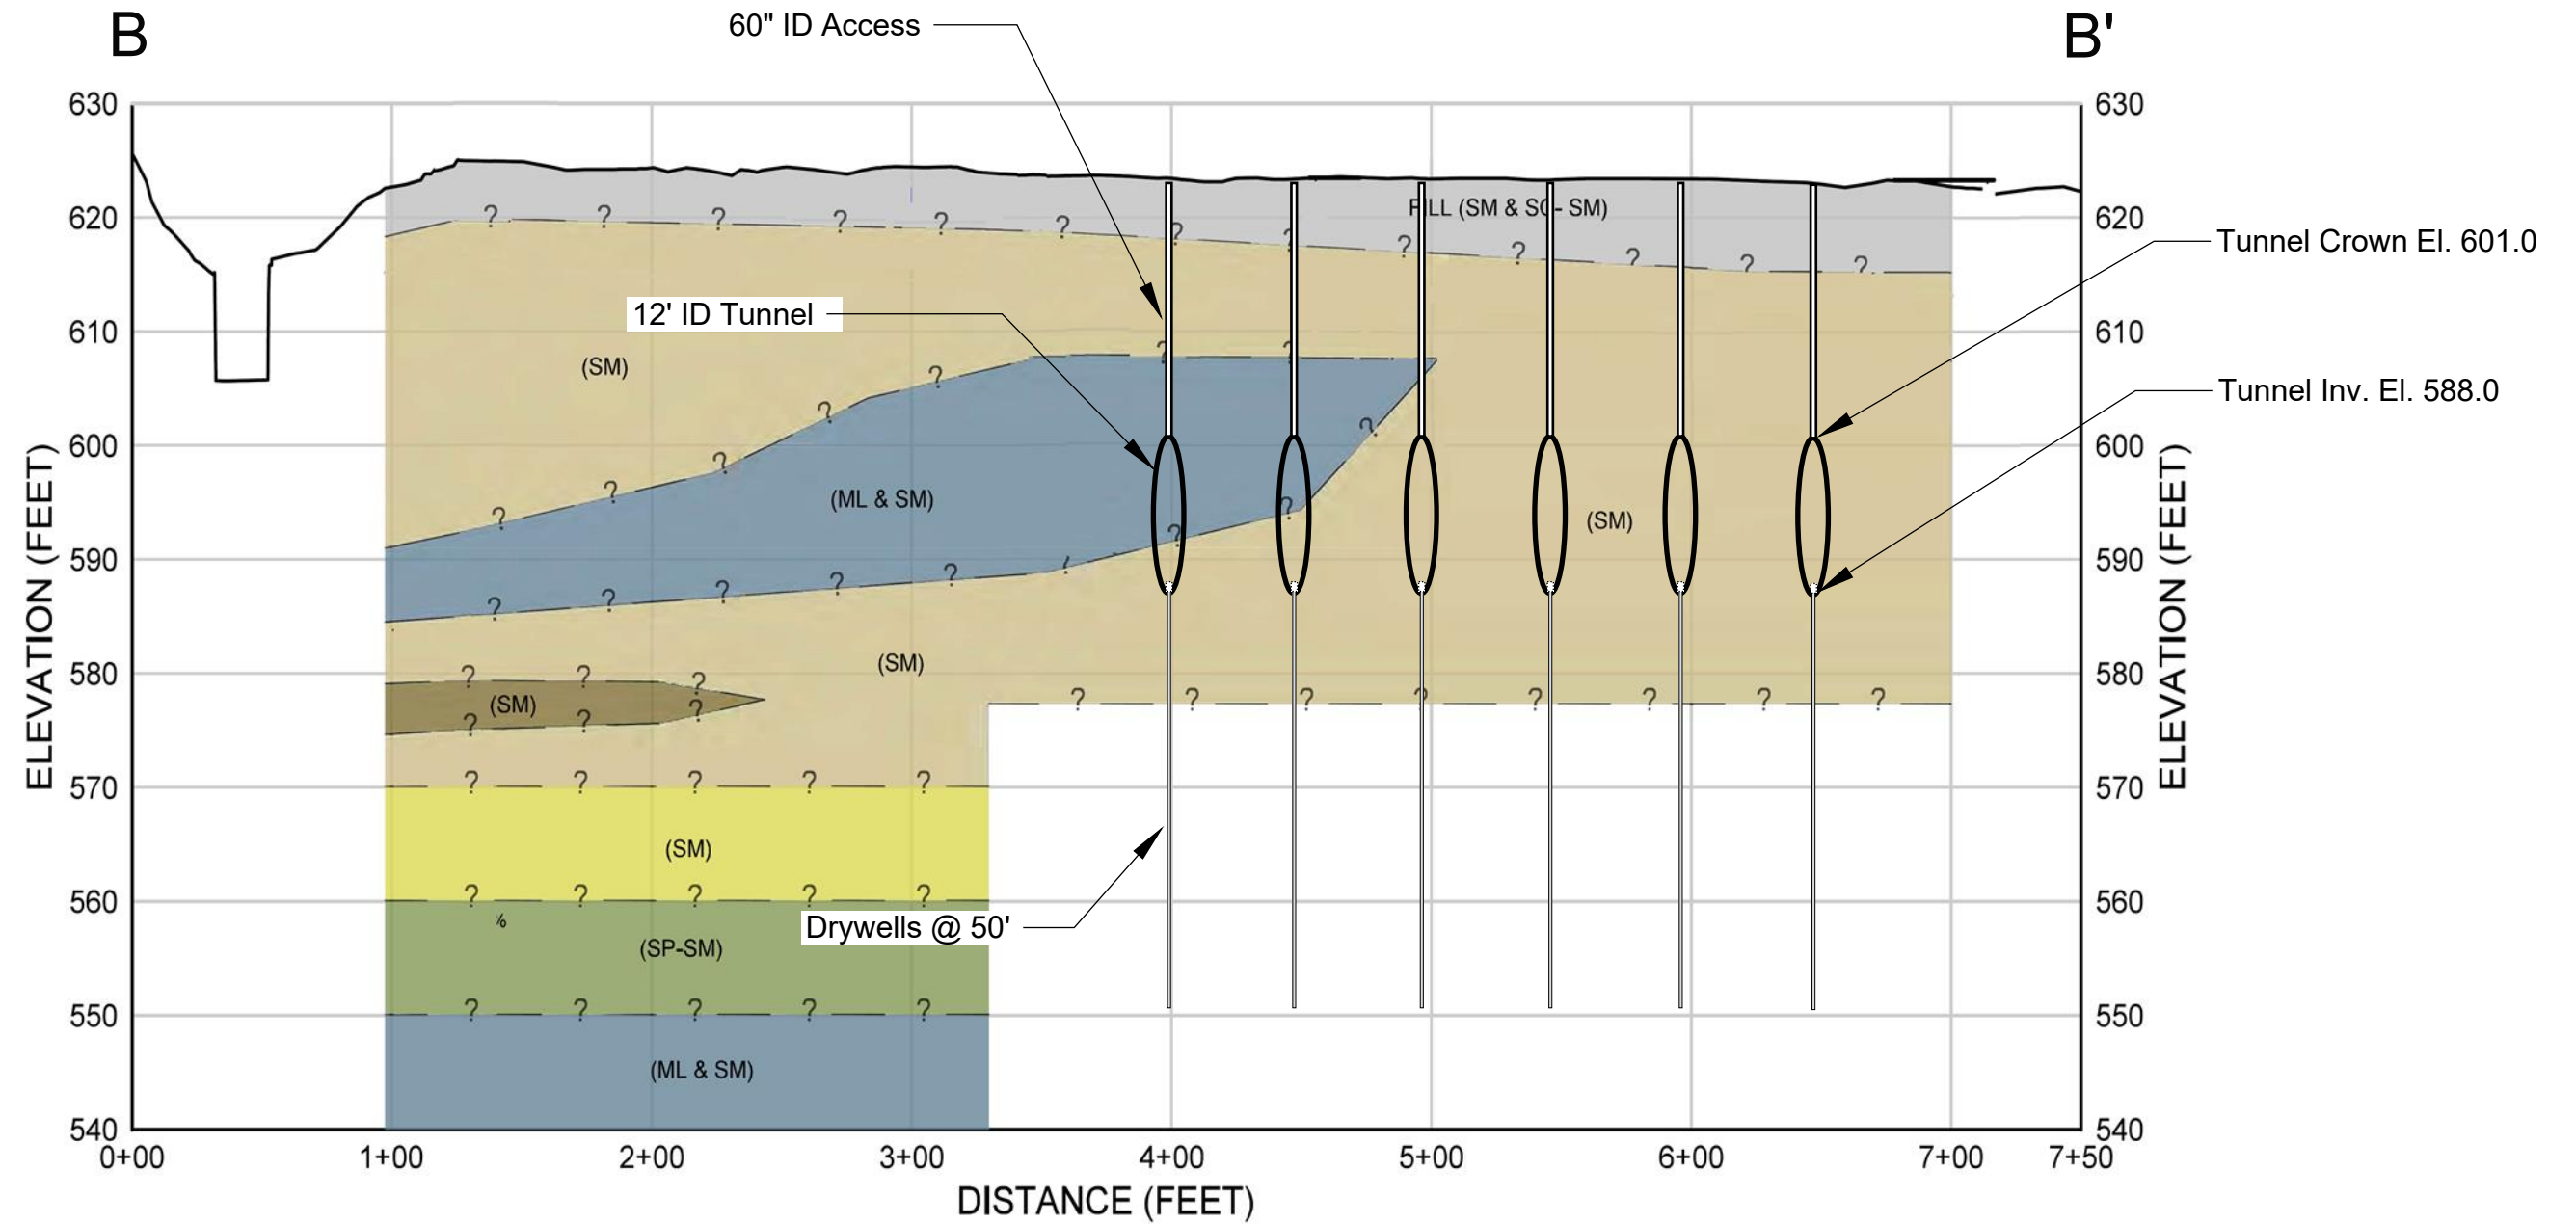 B
60" ID Access
B'
630
630
620
FILL (SM & SC- SM)
620
? ? ? ? ? ? ? ? ? ? ? ? ?
Tunnel Crown El. 601.0
12' ID Tunnel
610
610
(SM)
? ? ? ? ? ? ?
Tunnel Inv. El. 588.0
600
600
(ML & SM)
(SM)
? ? ? ?
590
590
? ? ? ? ? ? ?
580
(SM)
580
? ? ?
(SM)
? ? ?
? ? ? ? ? ? ? ?
570
? ? ? ? ?
570
(SM)
560
? ? ? ? ?
560
Drywells @ 50'
(SP-SM)
550
? ? ? ? ?
550
(ML & SM)
540
540
ELEVATION (FEET)
ELEVATION (FEET)
0+00 1+00 2+00 3+00 4+00 5+00 6+00 7+00 7+50
DISTANCE (FEET)